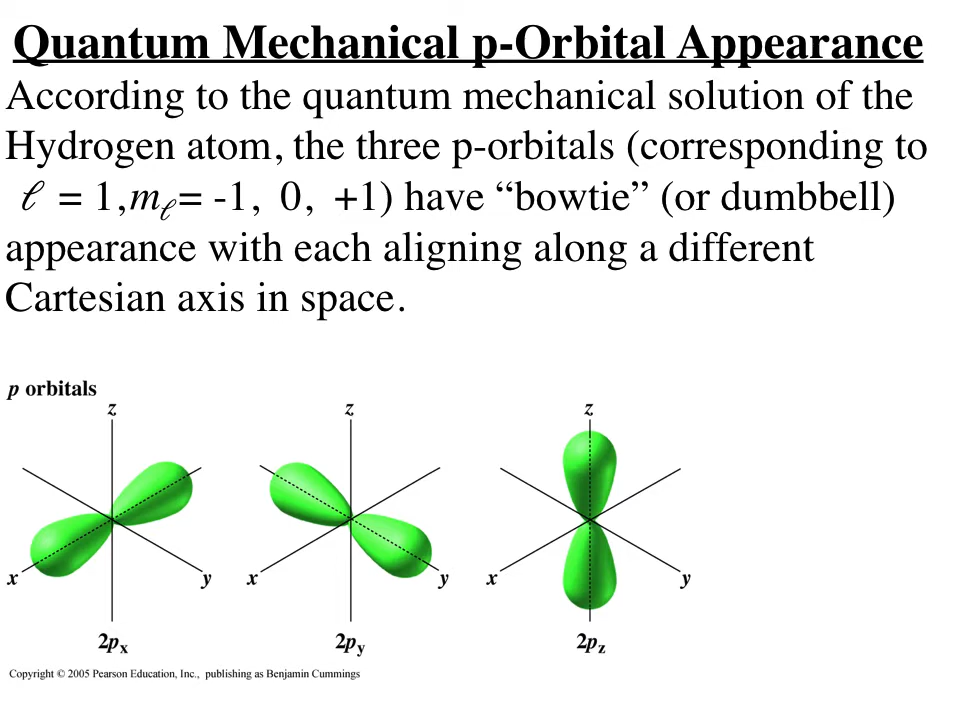 Quantum Mechanical p-Orbital Appearance
According to the quantum mechanical solution of the
Hydrogen atom, the three p-orbitals (corresponding to
ℓ = 1, mℓ = -1, 0, +1) have “bowtie” (or dumbbell)
appearance with each aligning along a different
Cartesian axis in space.
p orbitals
z z z
x y x y x y
2px 2py 2pz
Copyright © 2005 Pearson Education, Inc., publishing as Benjamin Cummings